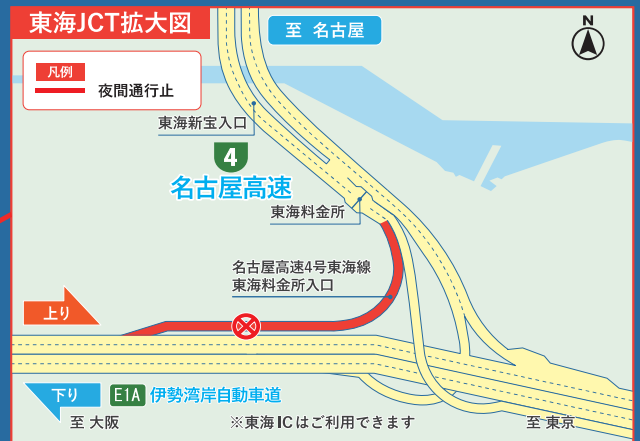 東海JCT拡大図
至 名古屋
N
凡例
夜間通行止
東海新宝入口
4
名古屋高速
東海料金所
名古屋高速4号東海線
東海料金所入口
上り
下り
E1A 伊勢湾岸自動車道
至 大阪
※東海ICはご利用できます
至 東京